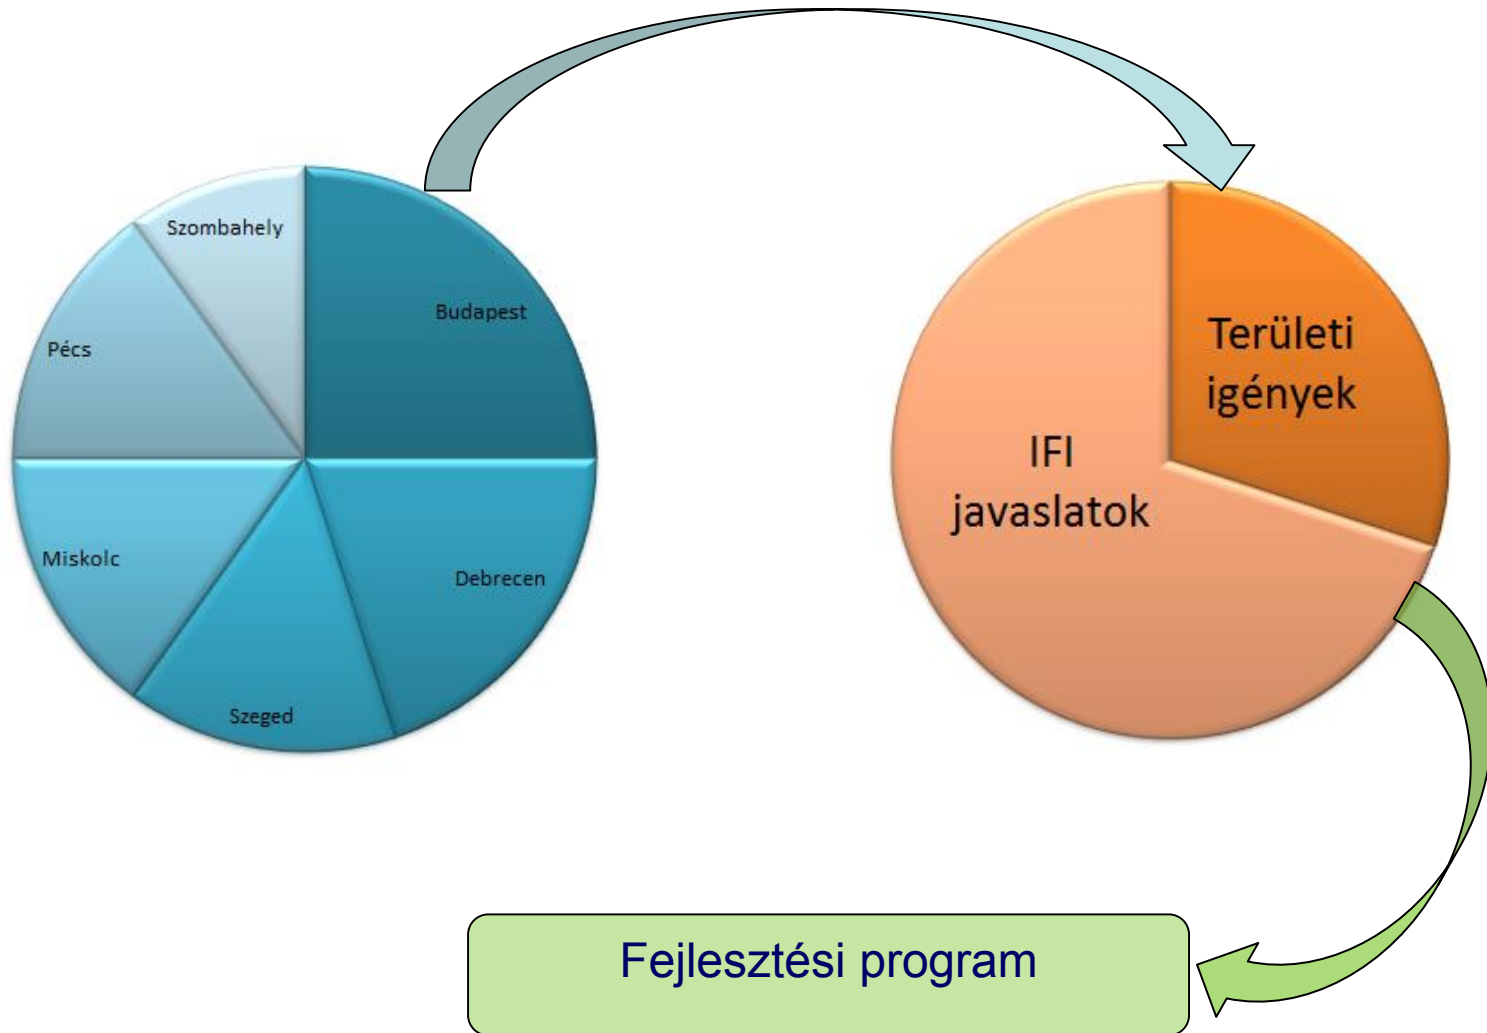 Szombahely
Budapest
Pécs
Miskolc
Debrecen
Szeged
Területi
igények
IFI
javaslatok
Fejlesztési program